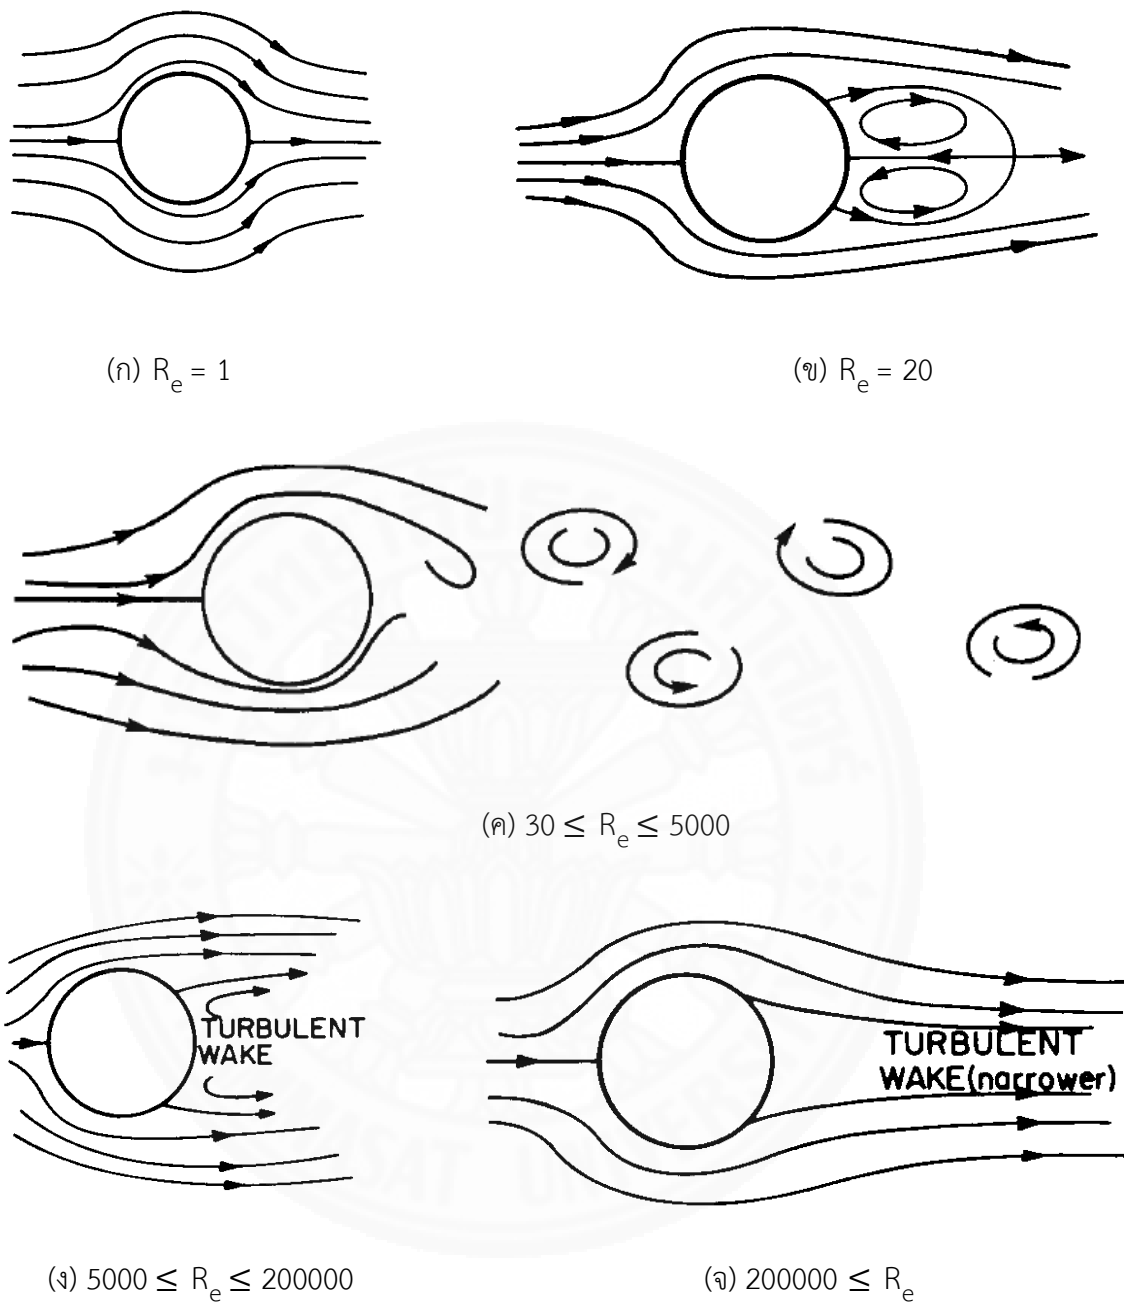 (ก) Re = 1
(ข) Re = 20
(ค) 30 ≤ Re ≤ 5000
TURBULENT
WAKE
TURBULENT
WAKE(narrower)
(ง) 5000 ≤ Re ≤ 200000
(จ) 200000 ≤ Re